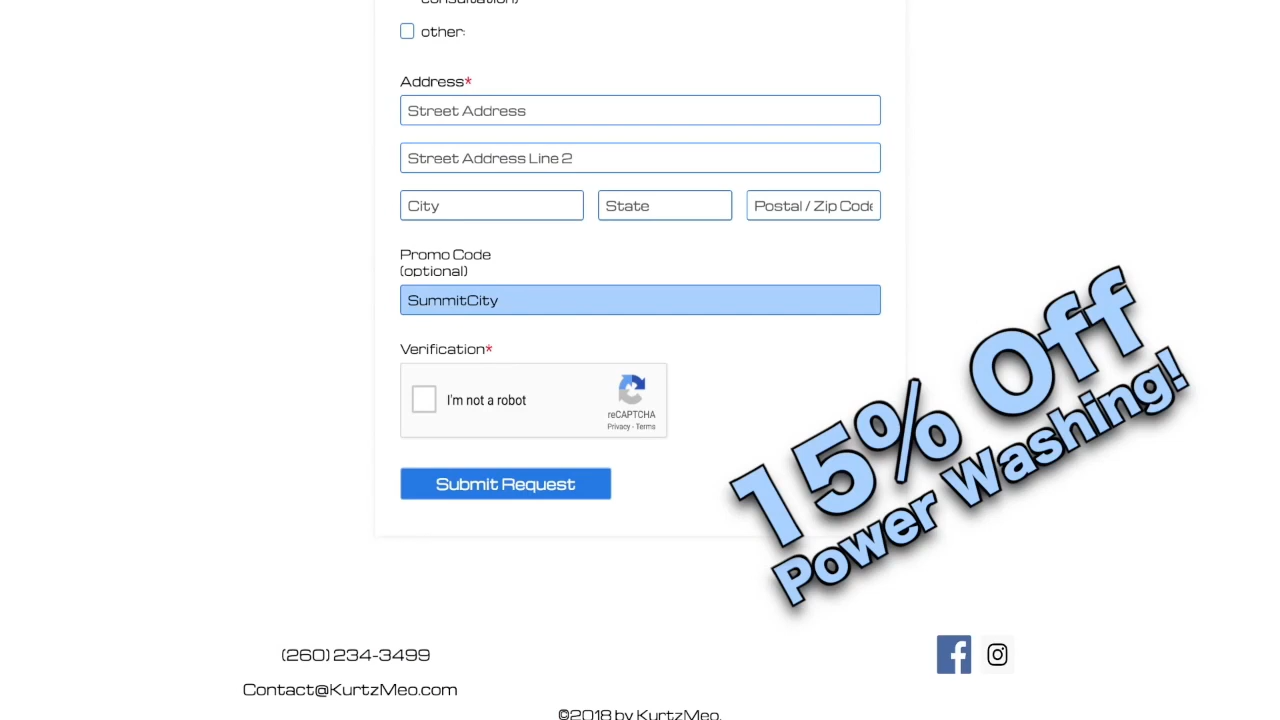 other:
Address*
Street Address
Street Address Line 2
City State Postal / Zip Code
Promo Code
(optional)
SummitCity
Verification*
I'm not a robot
reCAPTCHA
Privacy - Terms
Submit Request
15% Off
Power Washing!
(260) 234-3499
Contact@KurtzMeo.com
©2018 by KurtzMeo.